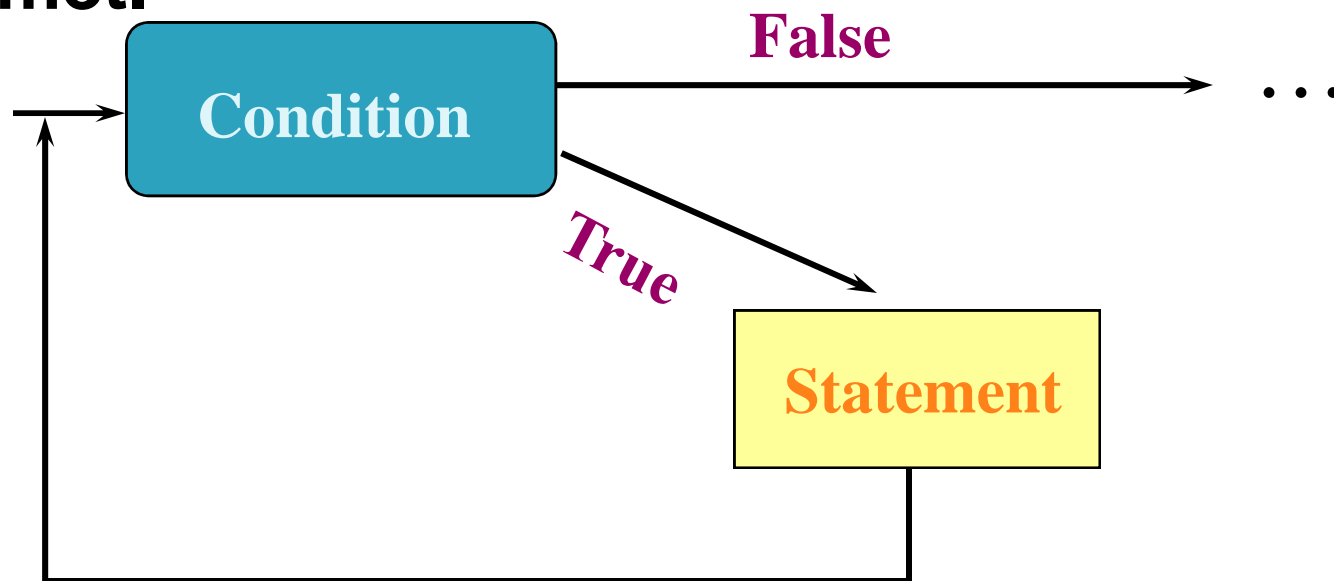 False
Condition
. . .
True
Statement